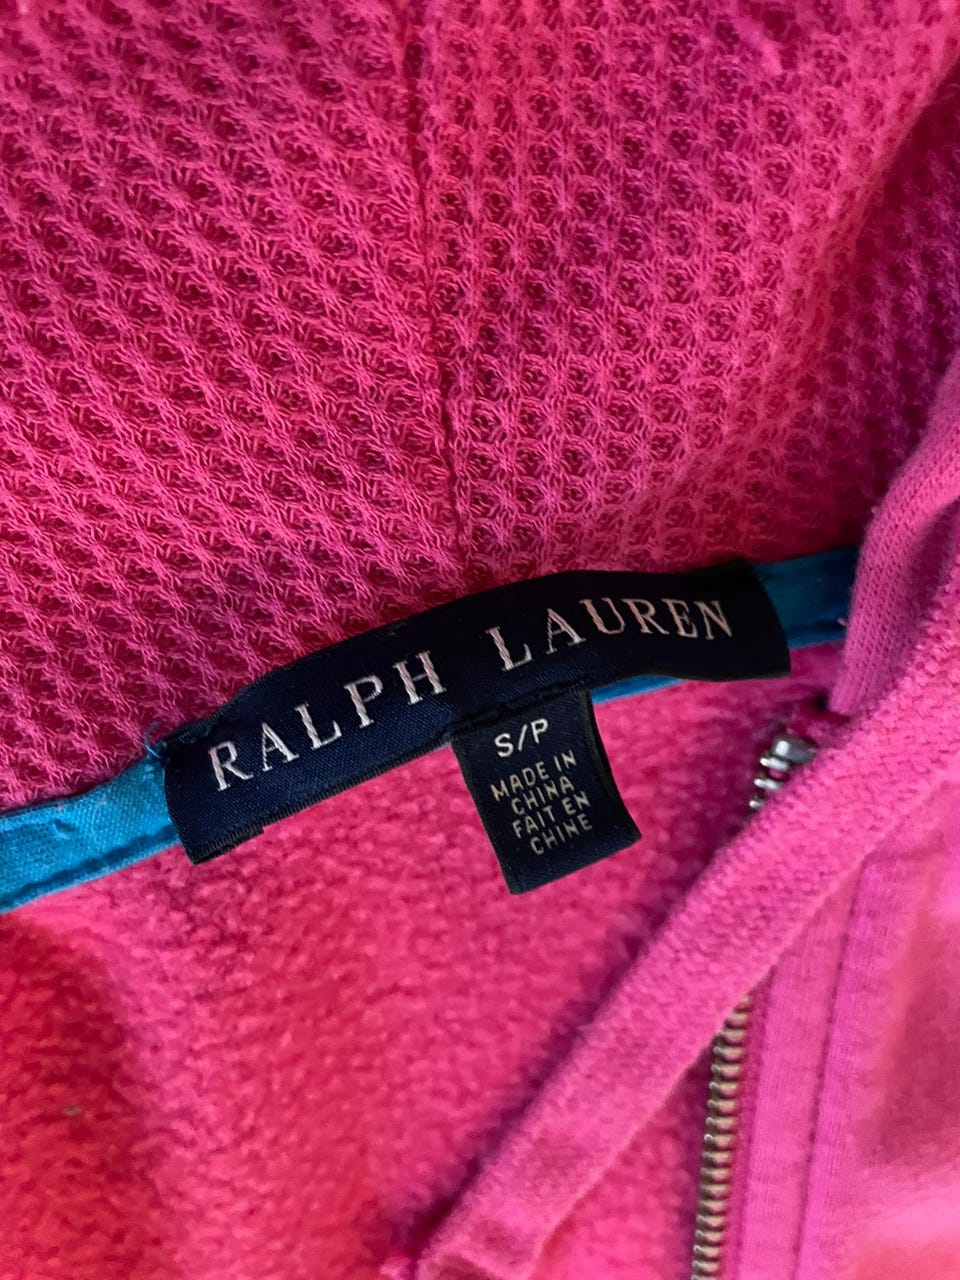 RALPH LAUREN
S/P
MADE IN
CHINA
FAIT EN
CHINE